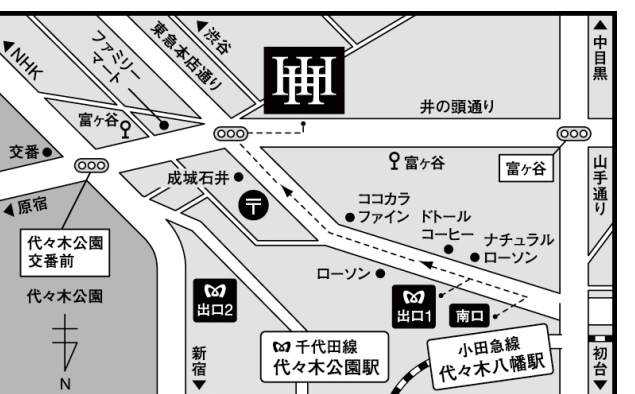 NHK
ファミリー
マート
東急本店通り
渋谷
HH
中目黒
井の頭通り
富ヶ谷
交番
富ヶ谷
富ヶ谷
山手通り
成城石井
〒
原宿
ココカラ
ファイン
ドトール
コーヒー
ナチュラル
ローソン
代々木公園
交番前
ローソン
代々木公園
出口2
出口1
南口
新宿
千代田線
代々木公園駅
小田急線
代々木八幡駅
初台
N